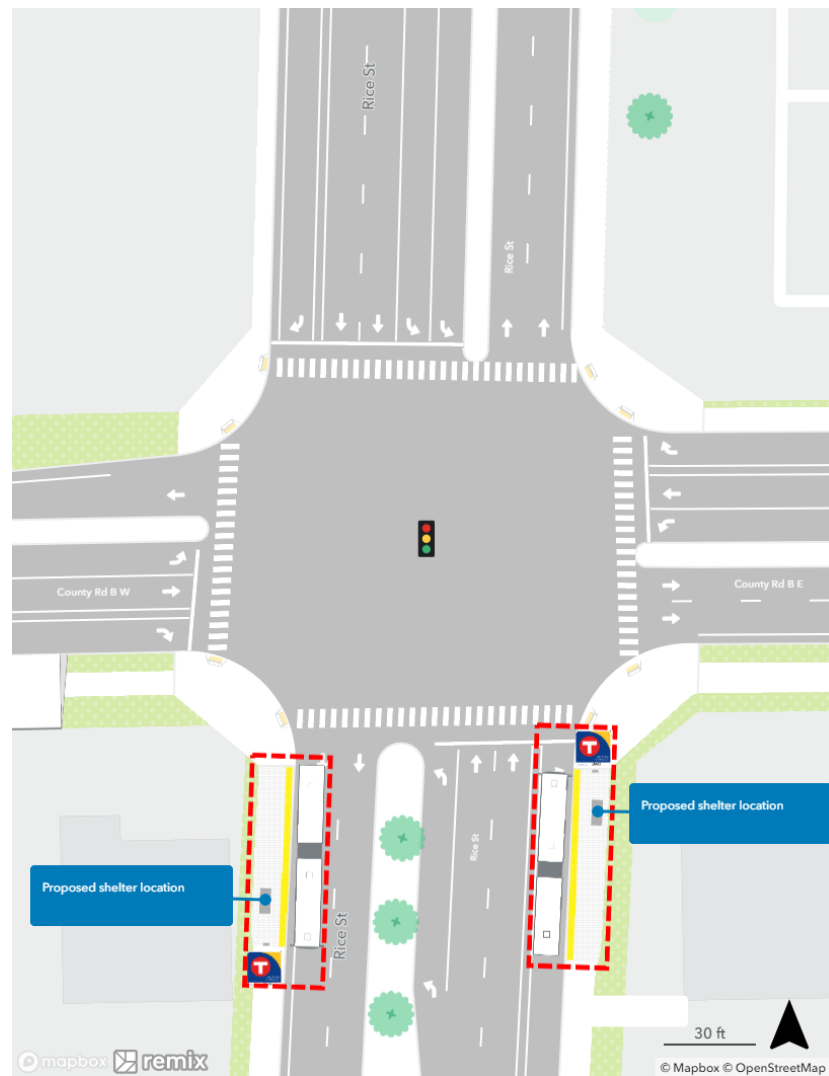 Rice St
Rice St
County Rd B W
County Rd B E
Proposed shelter location
Proposed shelter location
Rice St
Rice St
T
T
30 ft
mapbox remix
© Mapbox © OpenStreetMap